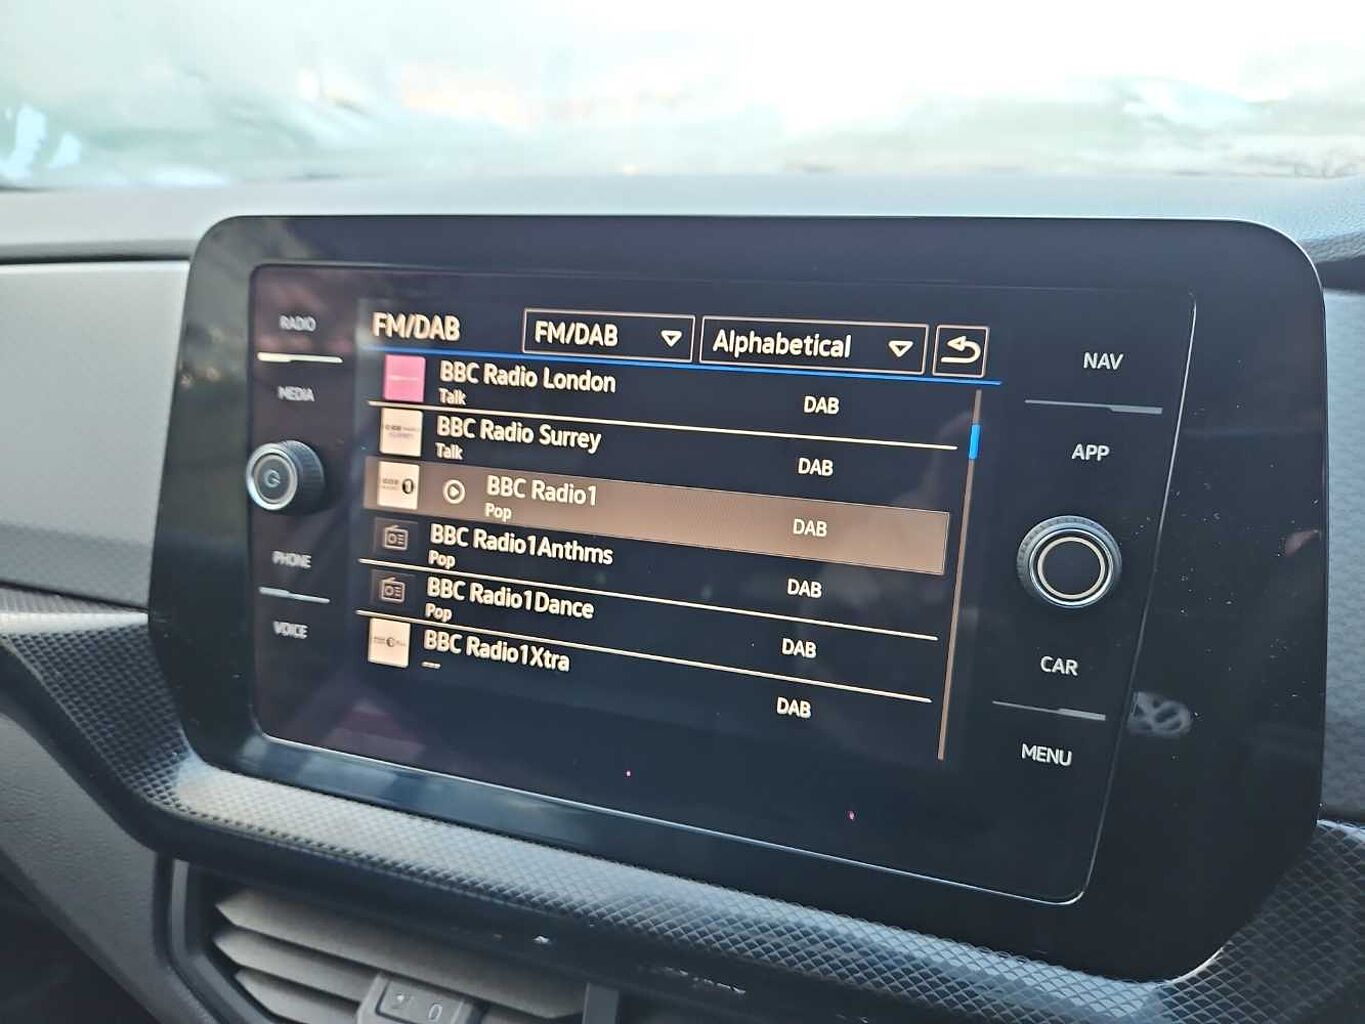 RADIO
MEDIA
PHONE
VOICE
FM/DAB
FM/DAB
Alphabetical
BBC Radio London
Talk
DAB
BBC Radio Surrey
Talk
DAB
BBC Radio1
Pop
DAB
BBC Radio1Anthms
Pop
DAB
BBC Radio1Dance
Pop
DAB
BBC Radio1Xtra
---
DAB
NAV
APP
CAR
MENU